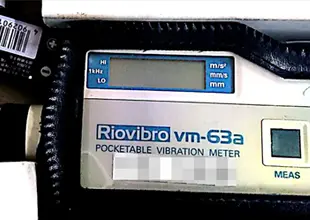 HI
1kHz
LO
m/s²
mm/s
mm
Riovibro vm-63a
POCKETABLE VIBRATION METER
MEAS